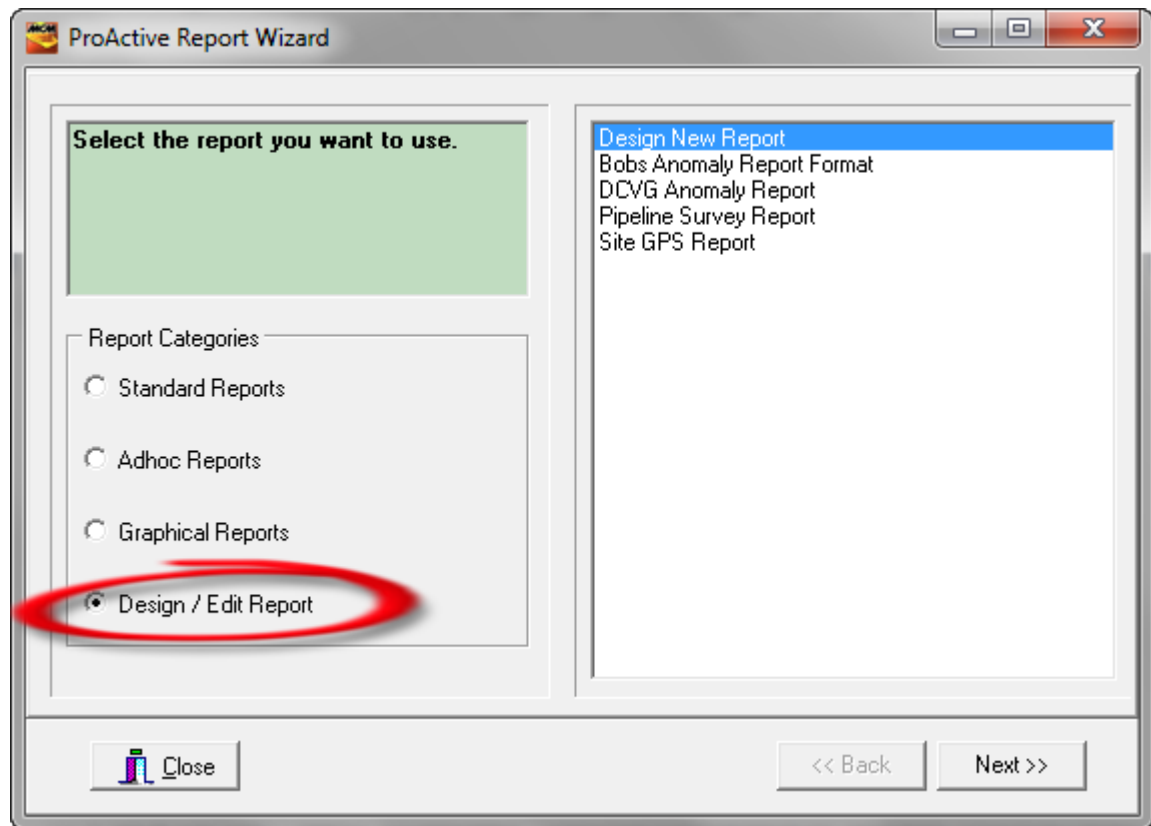 MCM
ProActive Report Wizard
Select the report you want to use.
Report Categories
Standard Reports
Adhoc Reports
Graphical Reports
Design / Edit Report
Design New Report
Bobs Anomaly Report Format
DCVG Anomaly Report
Pipeline Survey Report
Site GPS Report
Close
<< Back
Next >>